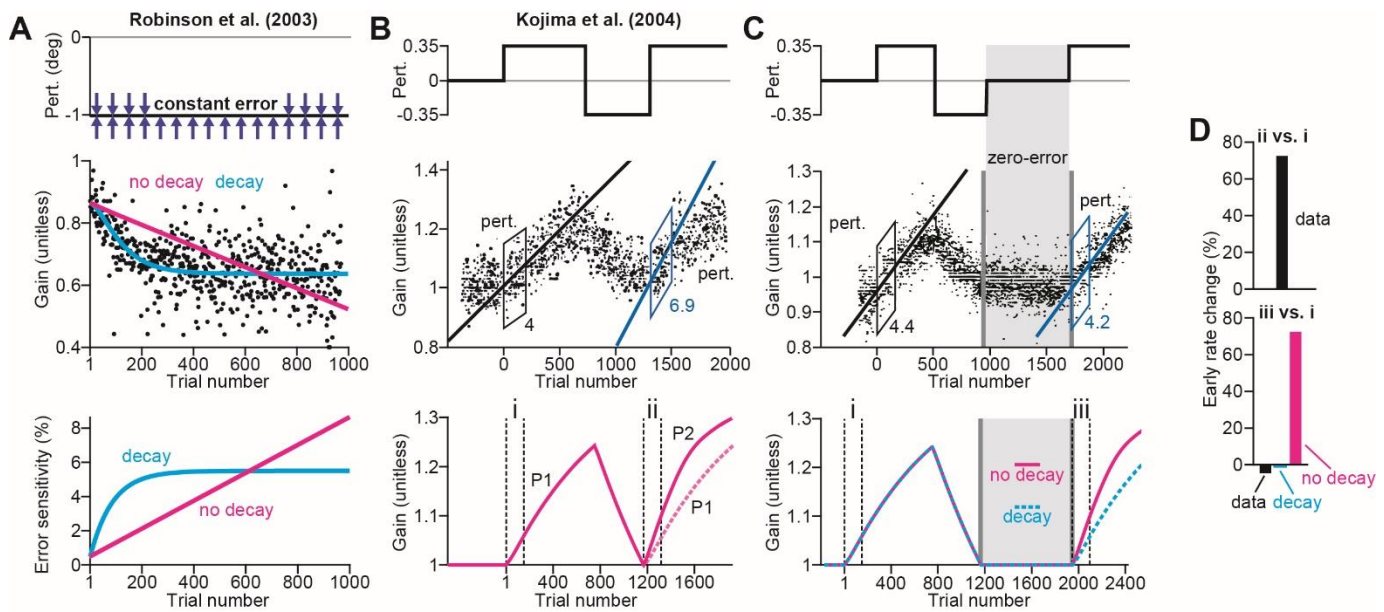 A
Robinson et al. (2003)
Pert. (deg)
0
-1
constant error
Gain (unitless)
1
0.8
0.6
0.4
no decay decay
1 200 400 600 800 1000
Trial number
Error sensitivity (%)
10
8
6
4
2
0
decay
no decay
1 200 400 600 800 1000
Trial number
B
Kojima et al. (2004)
Pert.
0.35
0
-0.35
Gain (unitless)
1.4
1.2
1.0
0.8
pert.
4
6.9
pert.
0 500 1000 1500 2000
Trial number
Gain (unitless)
1.3
1.2
1.1
1
i
ii
P1
P2
P1
1 400 800 1200 1600
Trial number
C
Pert.
0.35
0
-0.35
zero-error
Gain (unitless)
1.3
1.2
1.1
1.0
0.9
0.8
pert.
4.4
pert.
4.2
0 500 1000 1500 2000
Trial number
Gain (unitless)
1.3
1.2
1.1
1
i
iii
no decay
decay
1 400 800 1200 1600 2000 2400
Trial number
D
Early rate change (%)
80
60
40
20
0
ii vs. i
data
80
60
40
20
0
iii vs. i
no decay
data
decay